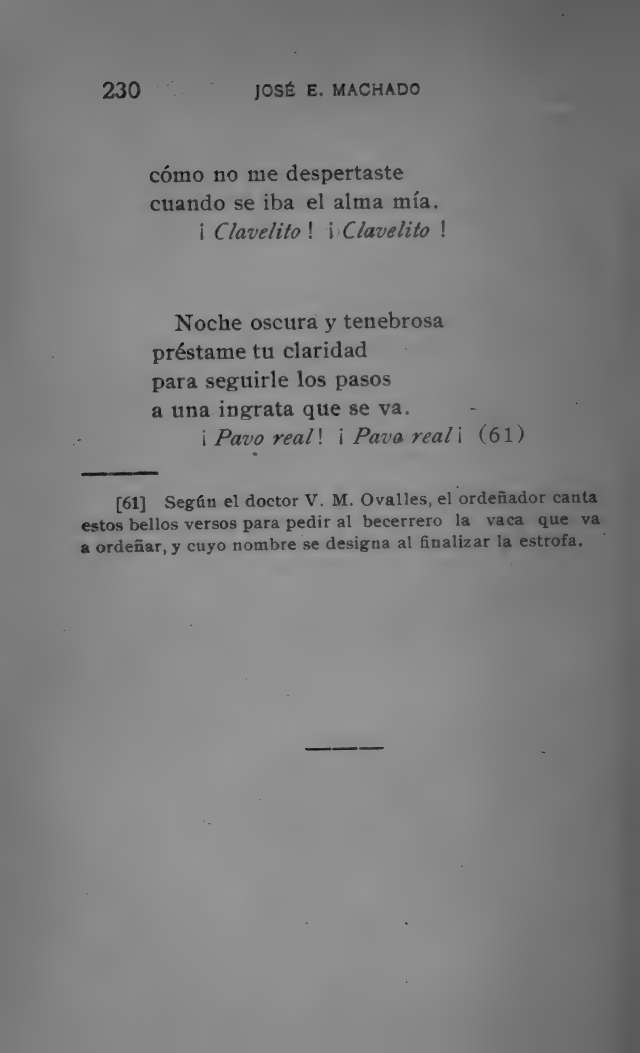 230 JOSÉ E. MACHADO
cómo no me despertaste
cuando se iba el alma mía.
¡ Clavelito ! ¡ Clavelito !
Noche oscura y tenebrosa
préstame tu claridad
para seguirle los pasos
a una ingrata que se va.
¡ Pavo real ! ¡ Pavo real ¡ (61)
[61] Según el doctor V. M. Ovalles, el ordeñador canta
estos bellos versos para pedir al becerrero la vaca que va
a ordeñar, y cuyo nombre se designa al finalizar la estrofa.